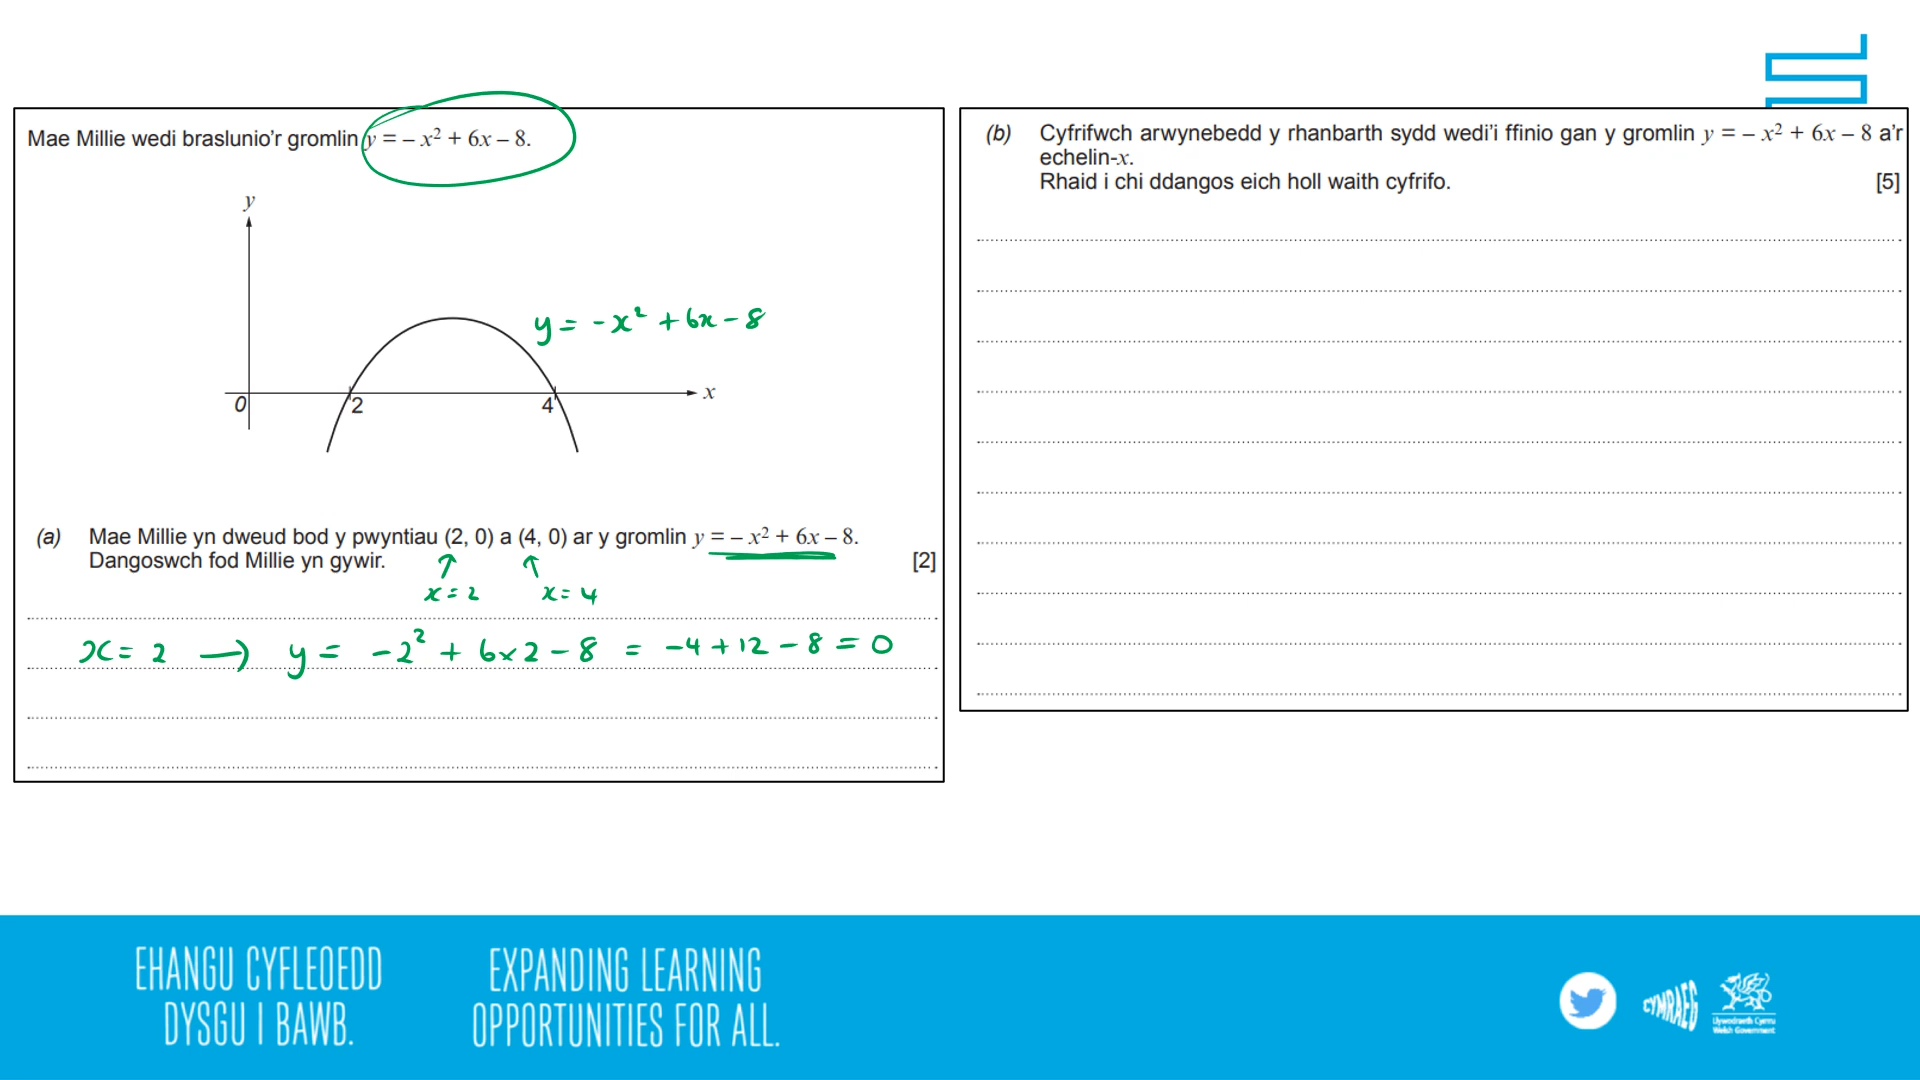 Mae Millie wedi braslunio'r gromlin y = – x² + 6x – 8.
y
y = -x² + 6x - 8
x
0
2
4
(a) Mae Millie yn dweud bod y pwyntiau (2, 0) a (4, 0) ar y gromlin y = – x² + 6x – 8.
Dangoswch fod Millie yn gywir. [2]
x = 2 x = 4
x = 2 → y = -2² + 6×2 - 8 = -4 + 12 - 8 = 0
(b) Cyfrifwch arwynebedd y rhanbarth sydd wedi'i ffinio gan y gromlin y = – x² + 6x – 8 a'r
echelin-x.
Rhaid i chi ddangos eich holl waith cyfrifo. [5]
EHANGU CYFLEOEDD
DYSGU I BAWB.
EXPANDING LEARNING
OPPORTUNITIES FOR ALL.
CYMRAEG
Llywodraeth Cymru
Welsh Government